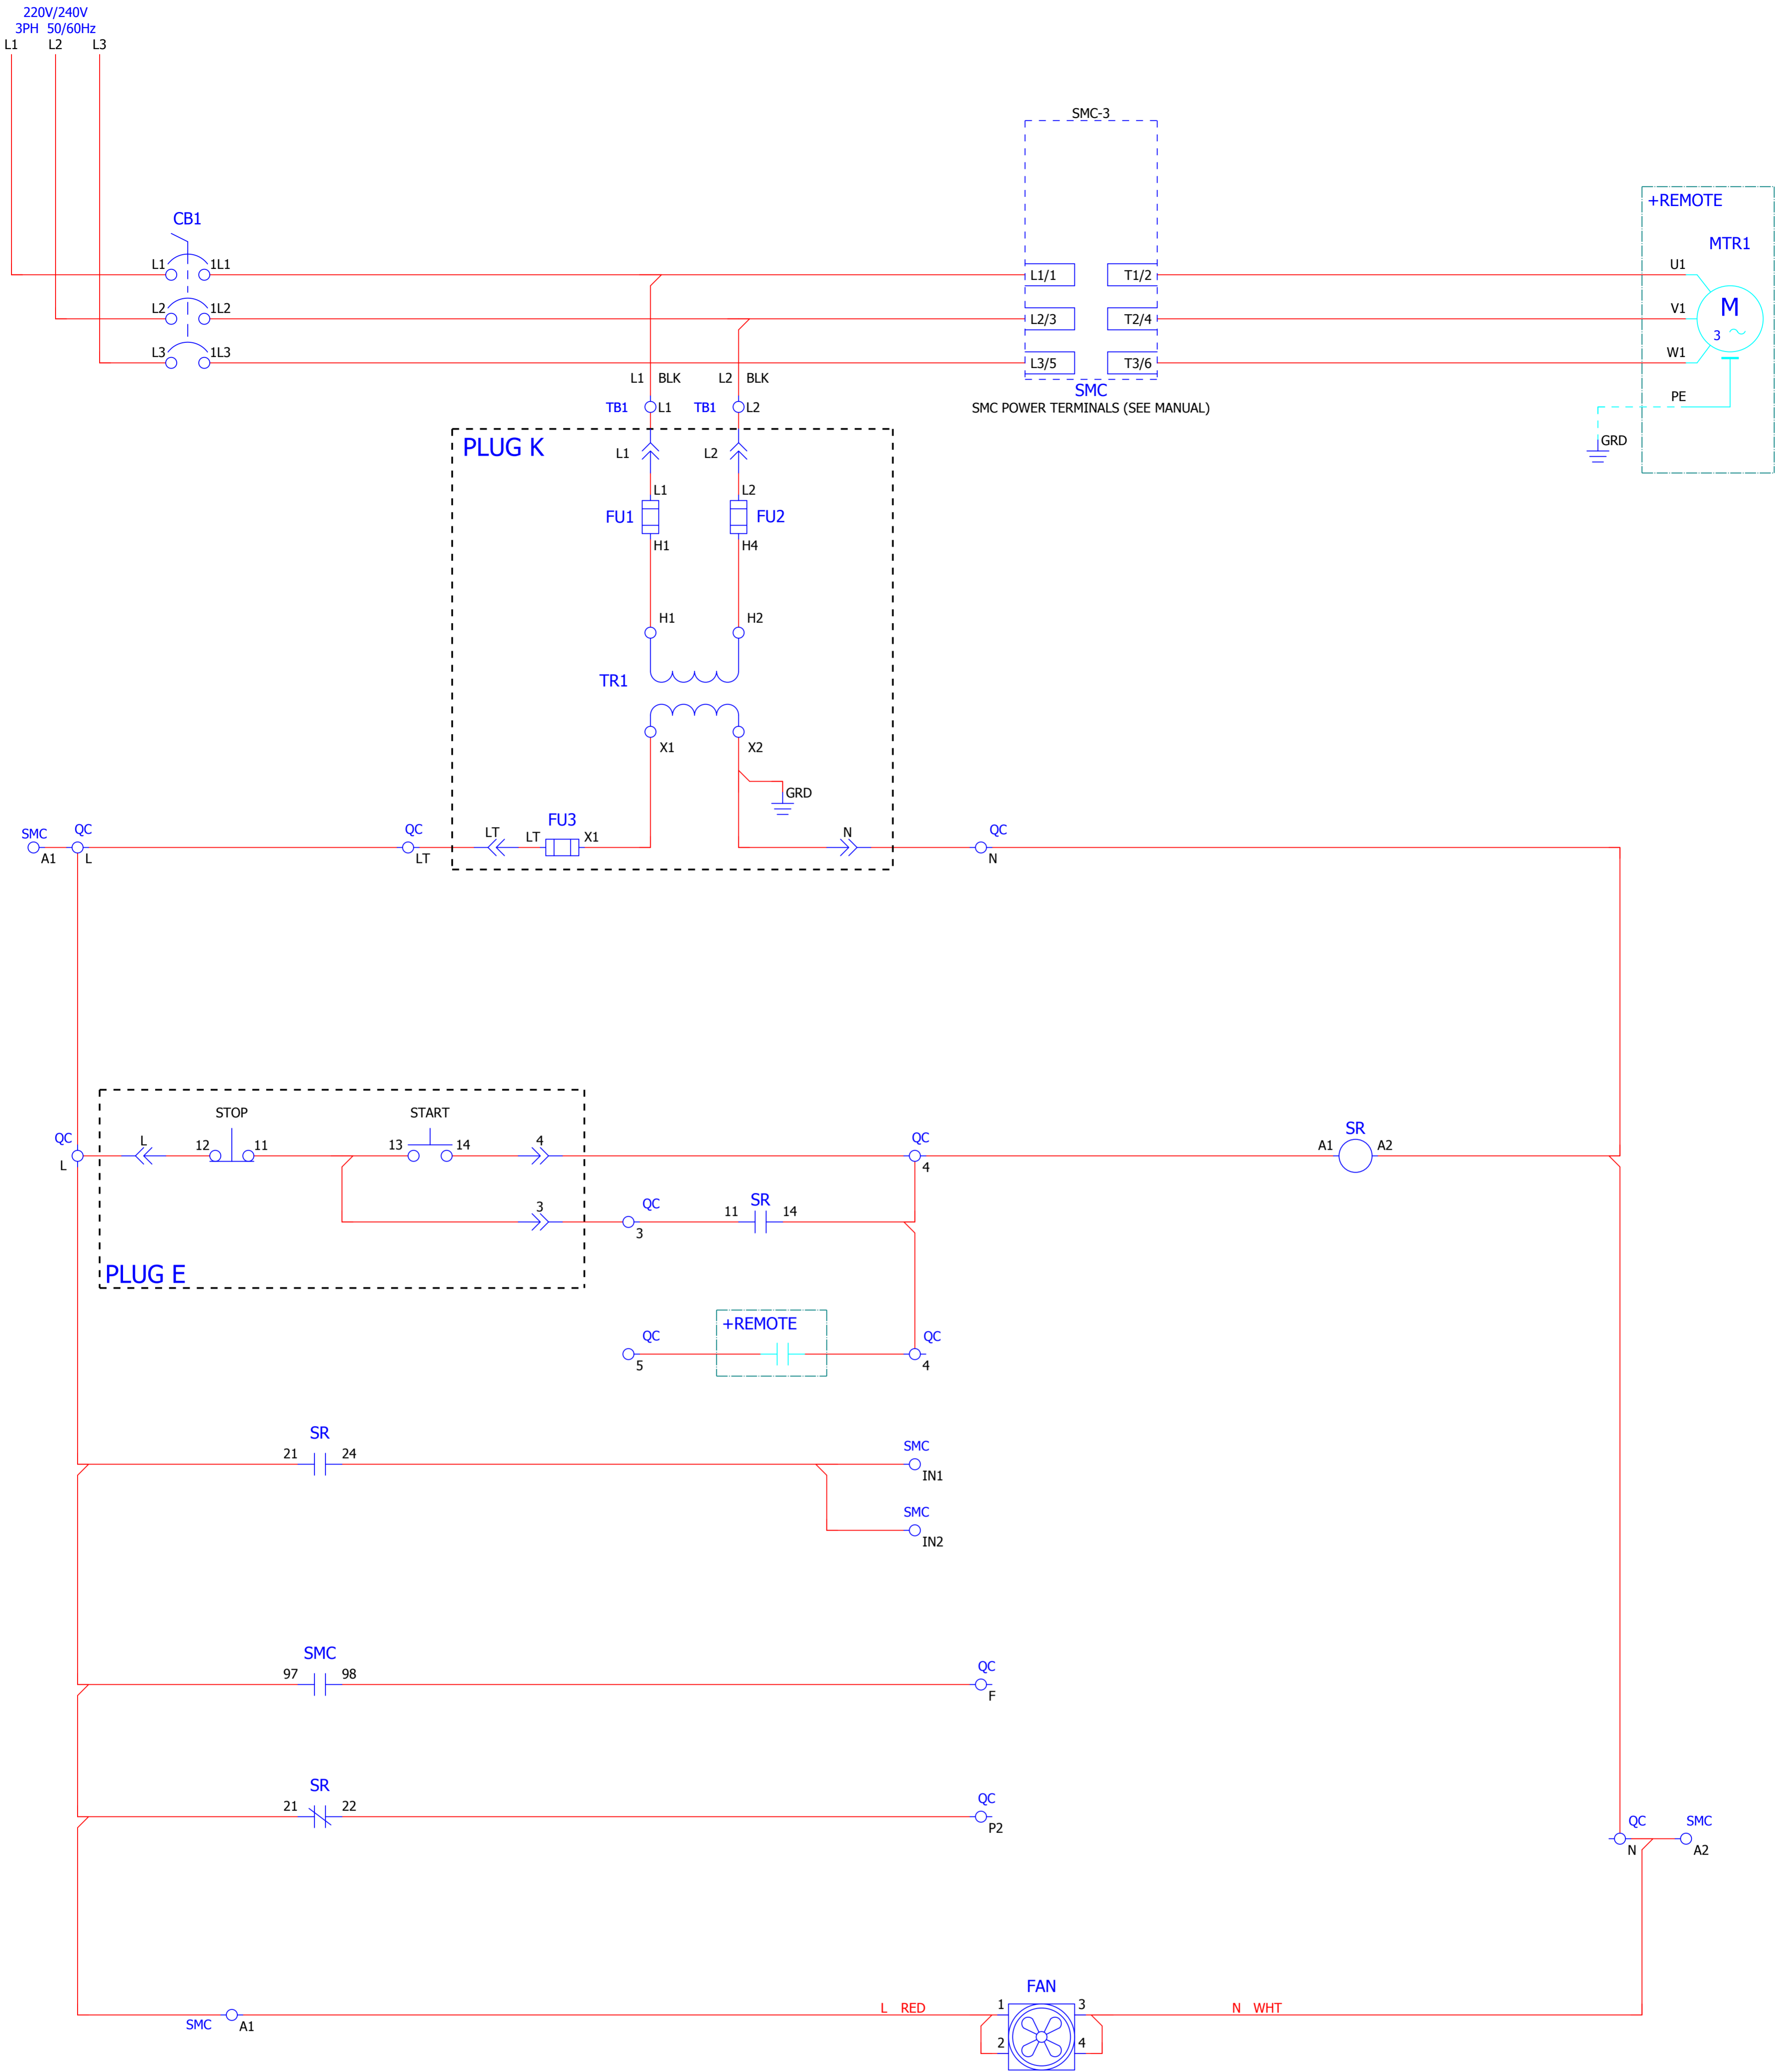 220V/240V
3PH 50/60Hz
L1 L2 L3
SMC-3
+REMOTE
CB1
MTR1
L1 1L1 L1/1 T1/2 U1
L2 1L2 L2/3 T2/4 V1 M
3
L3 1L3 L3/5 T3/6 W1
L1 BLK L2 BLK
SMC
PE
TB1 L1 TB1 L2
SMC POWER TERMINALS (SEE MANUAL)
GRD
PLUG K
L1 L2
L1 L2
FU1 FU2
H1 H4
H1 H2
TR1
X1 X2
GRD
FU3
SMC QC QC LT LT X1 N QC
A1 L LT N
STOP START
QC L 12 11 13 14 4 QC SR
L 4 A1 A2
3 QC SR
3 11 14
PLUG E
+REMOTE
QC QC
5 4
SR
21 24 SMC
IN1
SMC
IN2
SMC
97 98 QC
F
SR
21 22 QC
P2
QC SMC
N A2
FAN
L RED 1 3 N WHT
SMC A1
2 4